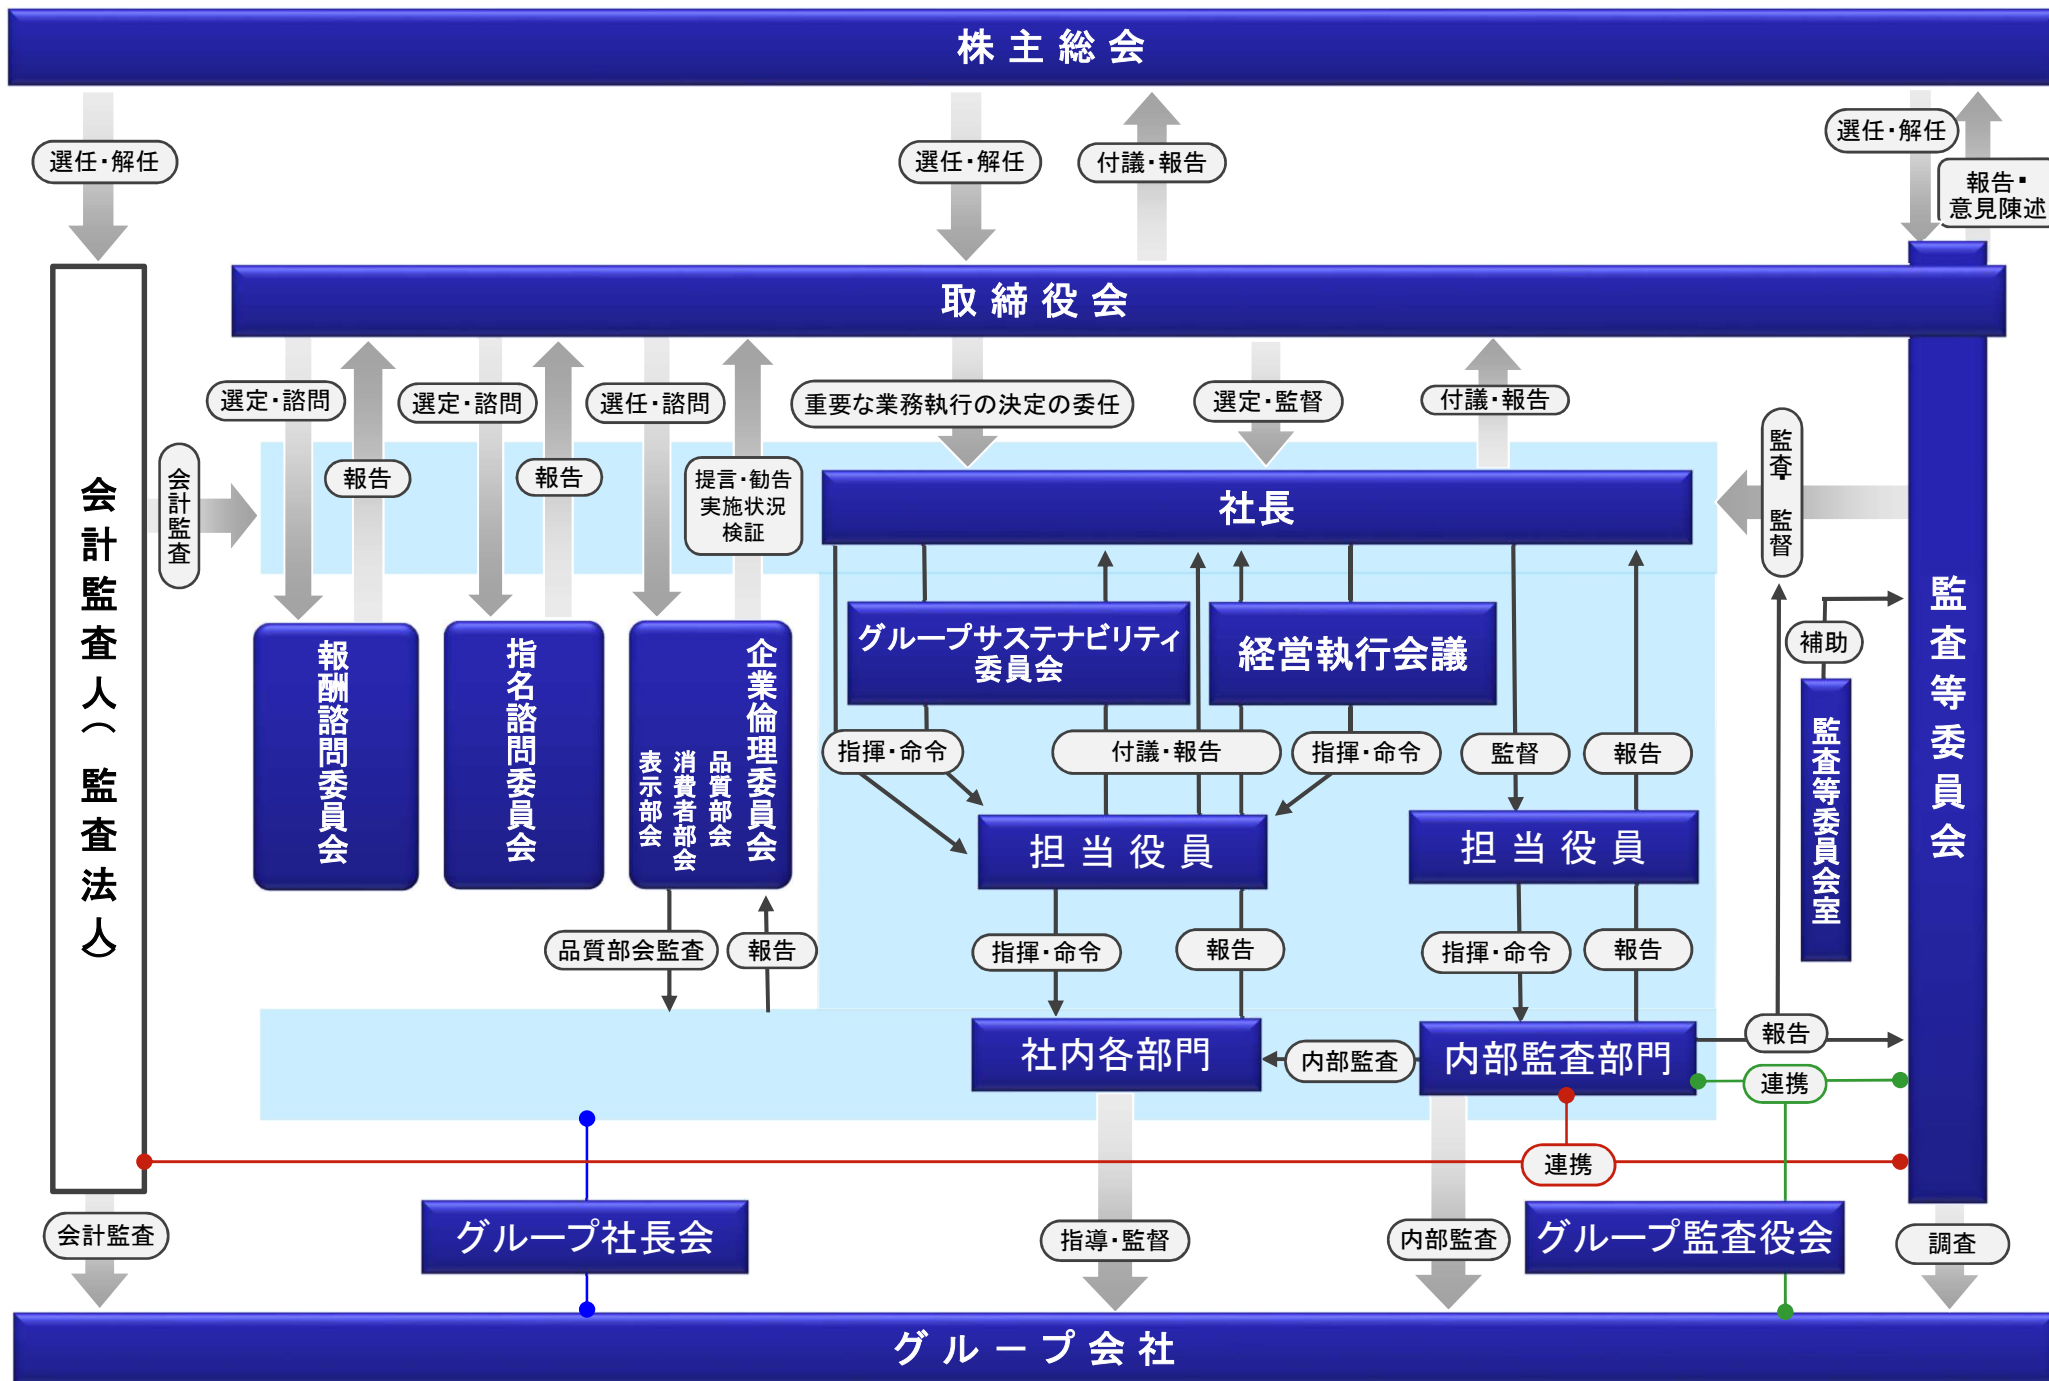 株主総会
選任・解任
選任・解任
付議・報告
選任・解任
報告・
意見陳述
取締役会
選定・諮問
報告
選定・諮問
報告
選任・諮問
提言・勧告
実施状況
検証
重要な業務執行の決定の委任
選定・監督
付議・報告
会計監査人（監査法人）
会計監査
社長
監査・監督
監査等委員会
報酬諮問委員会
指名諮問委員会
企業倫理委員会
品質部会
消費者部会
表示部会
グループサステナビリティ
委員会
経営執行会議
補助
監査等委員会室
指揮・命令
付議・報告
指揮・命令
監督
報告
担当役員
担当役員
品質部会監査
報告
指揮・命令
報告
指揮・命令
報告
社内各部門
内部監査
内部監査部門
報告
連携
連携
会計監査
グループ社長会
指導・監督
内部監査
グループ監査役会
調査
グループ会社